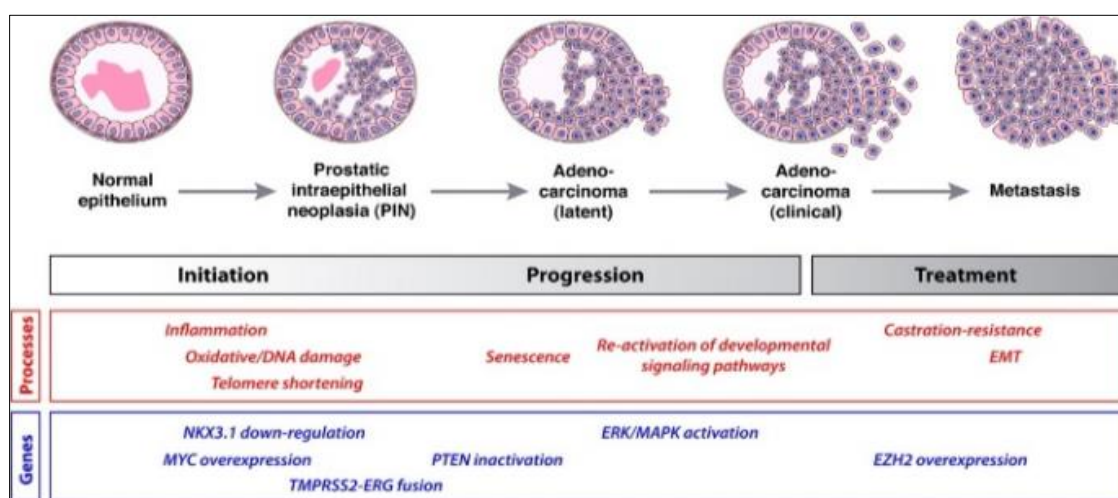 Normal
epithelium
Prostatic
intraepithelial
neoplasia (PIN)
Adeno-
carcinoma
(latent)
Adeno-
carcinoma
(clinical)
Metastasis
Initiation
Progression
Treatment
Processes
Inflammation
Oxidative/DNA damage
Telomere shortening
Senescence
Re-activation of developmental
signaling pathways
Castration-resistance
EMT
Genes
NKX3.1 down-regulation
MYC overexpression
TMPRSS2-ERG fusion
PTEN inactivation
ERK/MAPK activation
EZH2 overexpression